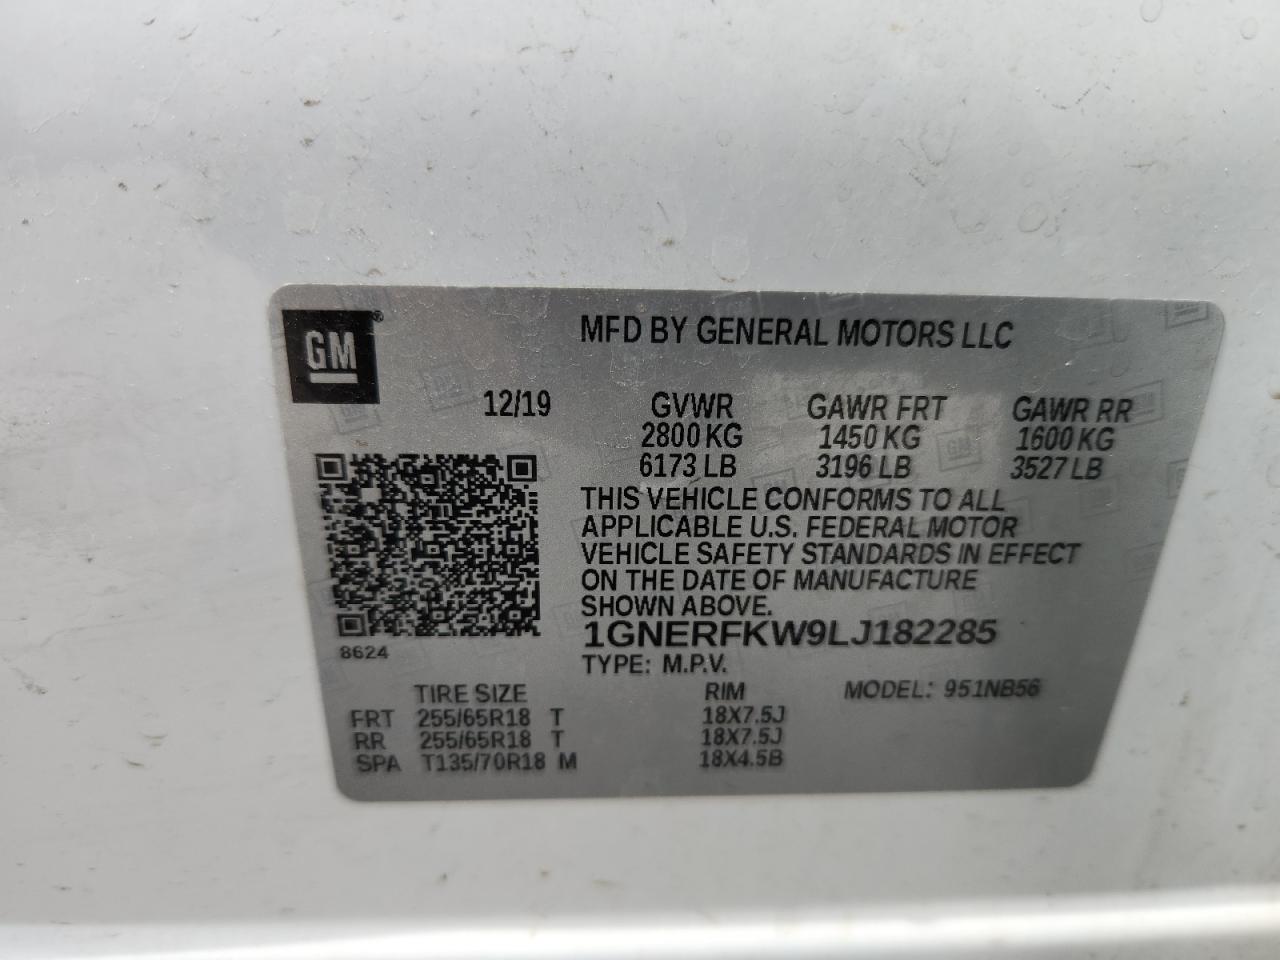 GM
MFD BY GENERAL MOTORS LLC
12/19 GVWR GAWR FRT GAWR RR
2800 KG 1450 KG 1600 KG
6173 LB 3196 LB 3527 LB
THIS VEHICLE CONFORMS TO ALL
APPLICABLE U.S. FEDERAL MOTOR
VEHICLE SAFETY STANDARDS IN EFFECT
ON THE DATE OF MANUFACTURE
SHOWN ABOVE.
1GNERFKW9LJ182285
8624
TYPE: M.P.V.
TIRE SIZE RIM MODEL: 951NB56
FRT 255/65R18 T 18X7.5J
RR 255/65R18 T 18X7.5J
SPA T135/70R18 M 18X4.5B